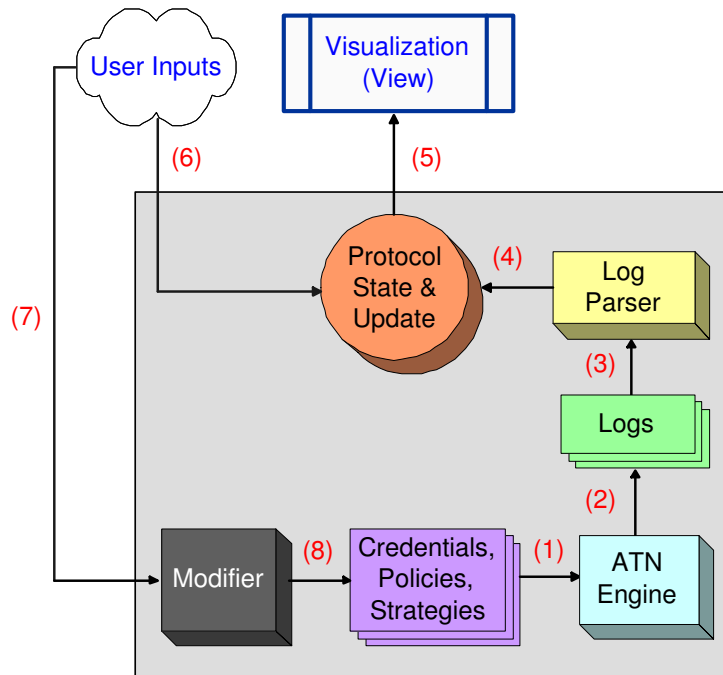 User Inputs
Visualization
(View)
(6)
(5)
Protocol
State &
Update
(4)
Log
Parser
(7)
(3)
Logs
(2)
Modifier
(8)
Credentials,
Policies,
Strategies
(1)
ATN
Engine